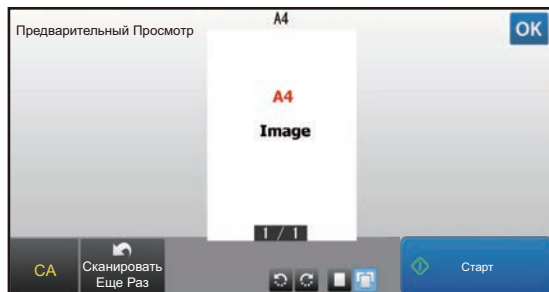 A4
Предварительный Просмотр
OK
A4
Image
1 / 1
CA
Сканировать
Еще Раз
Старт